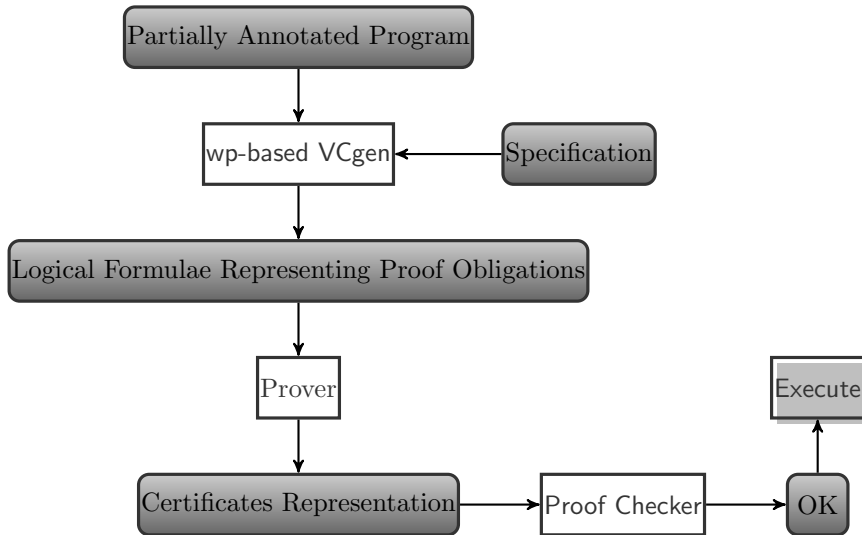 Partially Annotated Program
wp-based VCgen
Specification
Logical Formulae Representing Proof Obligations
Prover
Execute
Certificates Representation
Proof Checker
OK